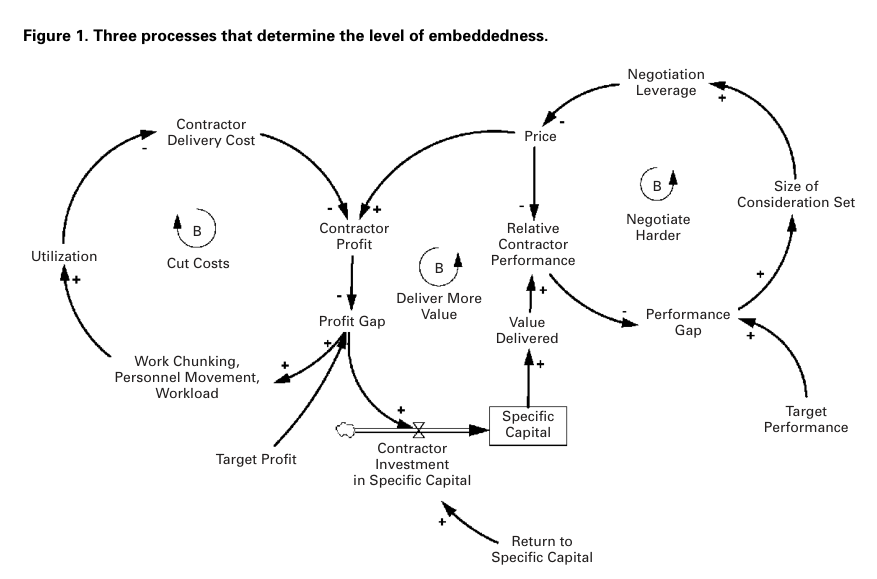 Figure 1. Three processes that determine the level of embeddedness.
Negotiation
Leverage
+
-
Contractor
Delivery Cost
-
Price
B
Negotiate
Harder
Size of
Consideration Set
-
+
-
Contractor
Profit
Relative
Contractor
Performance
B
Cut Costs
Utilization
+
B
Deliver More
Value
+
-
+
Profit Gap
Value
Delivered
-
Performance
Gap
+
+
+
+
Work Chunking,
Personnel Movement,
Workload
+
Specific
Capital
Target
Performance
Target Profit
Contractor
Investment
in Specific Capital
+
Return to
Specific Capital